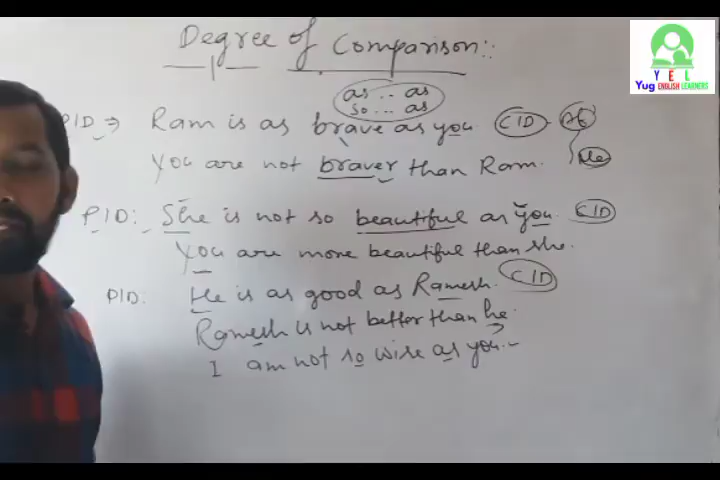 Degree of Comparison::
as .. as
so ... as
PID → Ram is as brave as you. CID
You are not braver than Ram.
PID: She is not so beautiful as you. CID
You are more beautiful than she.
PID: He is as good as Ramesh. CID
Ramesh is not better than he.
I am not so wise as you.
Y E L
Yug ENGLISH LEARNERS